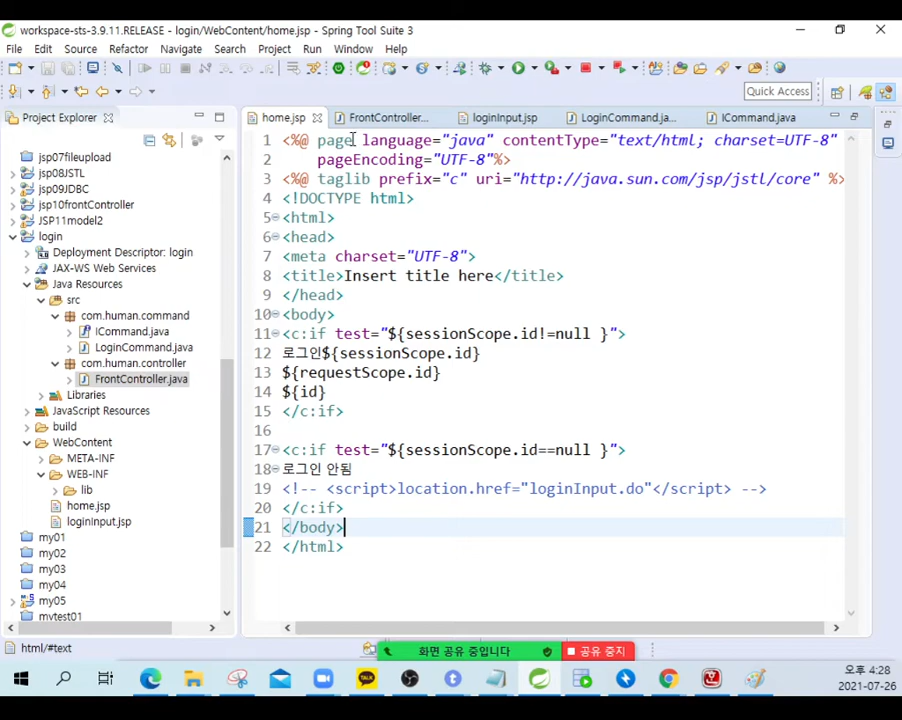 workspace-sts-3.9.11.RELEASE - login/WebContent/home.jsp - Spring Tool Suite 3
File Edit Source Refactor Navigate Search Project Run Window Help
Quick Access
Project Explorer
home.jsp FrontController... loginInput.jsp LoginCommand.java ICommand.java
jsp07fileupload
jsp08JSTL
jsp09JDBC
jsp10frontController
JSP11model2
login
Deployment Descriptor: login
JAX-WS Web Services
Java Resources
src
com.human.command
ICommand.java
LoginCommand.java
com.human.controller
FrontController.java
Libraries
JavaScript Resources
build
WebContent
META-INF
WEB-INF
lib
home.jsp
loginInput.jsp
my01
my02
my03
my04
my05
mvtest01
1 <%@ page language="java" contentType="text/html; charset=UTF-8"
2 pageEncoding="UTF-8"%>
3 <%@ taglib prefix="c" uri="http://java.sun.com/jsp/jstl/core" %>
4 <!DOCTYPE html>
5 <html>
6 <head>
7 <meta charset="UTF-8">
8 <title>Insert title here</title>
9 </head>
10 <body>
11 <c:if test="${sessionScope.id!=null }">
12 로그인${sessionScope.id}
13 ${requestScope.id}
14 ${id}
15 </c:if>
16
17 <c:if test="${sessionScope.id==null }">
18 로그인 안됨
19 <!-- <script>location.href="loginInput.do"</script> -->
20 </c:if>
21 </body>
22 </html>
html/#text
화면 공유 중입니다 공유 중지
TALK
오후 4:28
2021-07-26